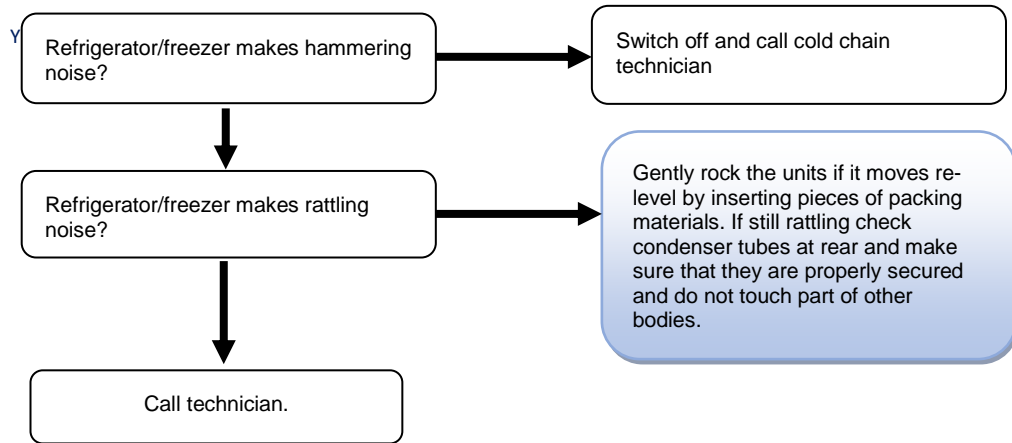 Y
Refrigerator/freezer makes hammering
noise?
Switch off and call cold chain
technician
Refrigerator/freezer makes rattling
noise?
Gently rock the units if it moves re-
level by inserting pieces of packing
materials. If still rattling check
condenser tubes at rear and make
sure that they are properly secured
and do not touch part of other
bodies.
Call technician.